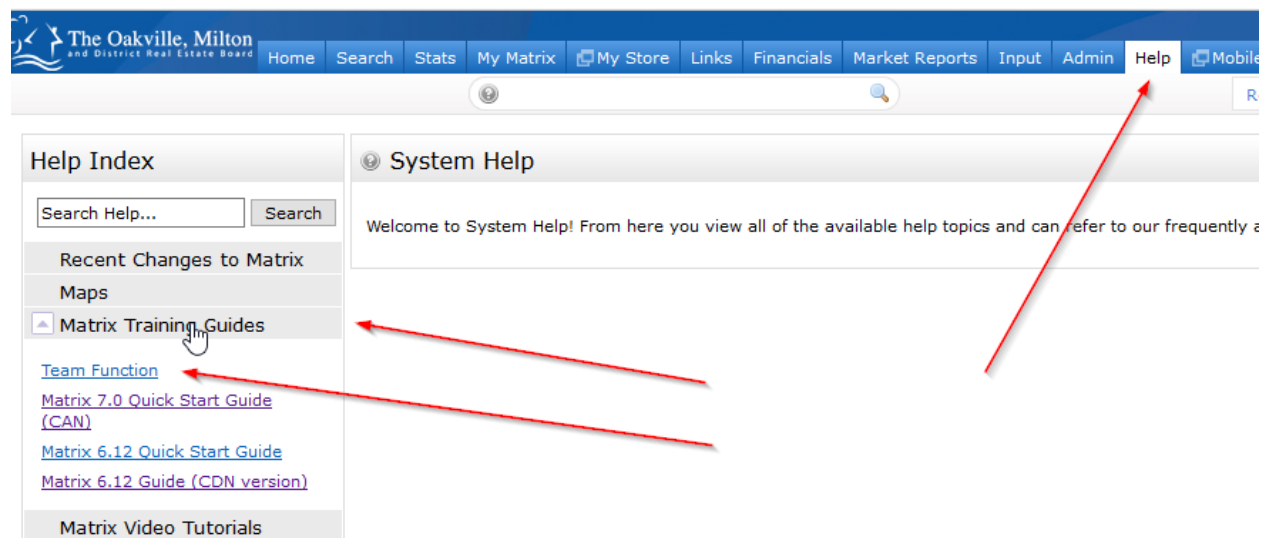 The Oakville, Milton
and District Real Estate Board
Home Search Stats My Matrix My Store Links Financials Market Reports Input Admin Help Mobile
R
Help Index
System Help
Search Help... Search
Welcome to System Help! From here you view all of the available help topics and can refer to our frequently a
Recent Changes to Matrix
Maps
Matrix Training Guides
Team Function
Matrix 7.0 Quick Start Guide
(CAN)
Matrix 6.12 Quick Start Guide
Matrix 6.12 Guide (CDN version)
Matrix Video Tutorials